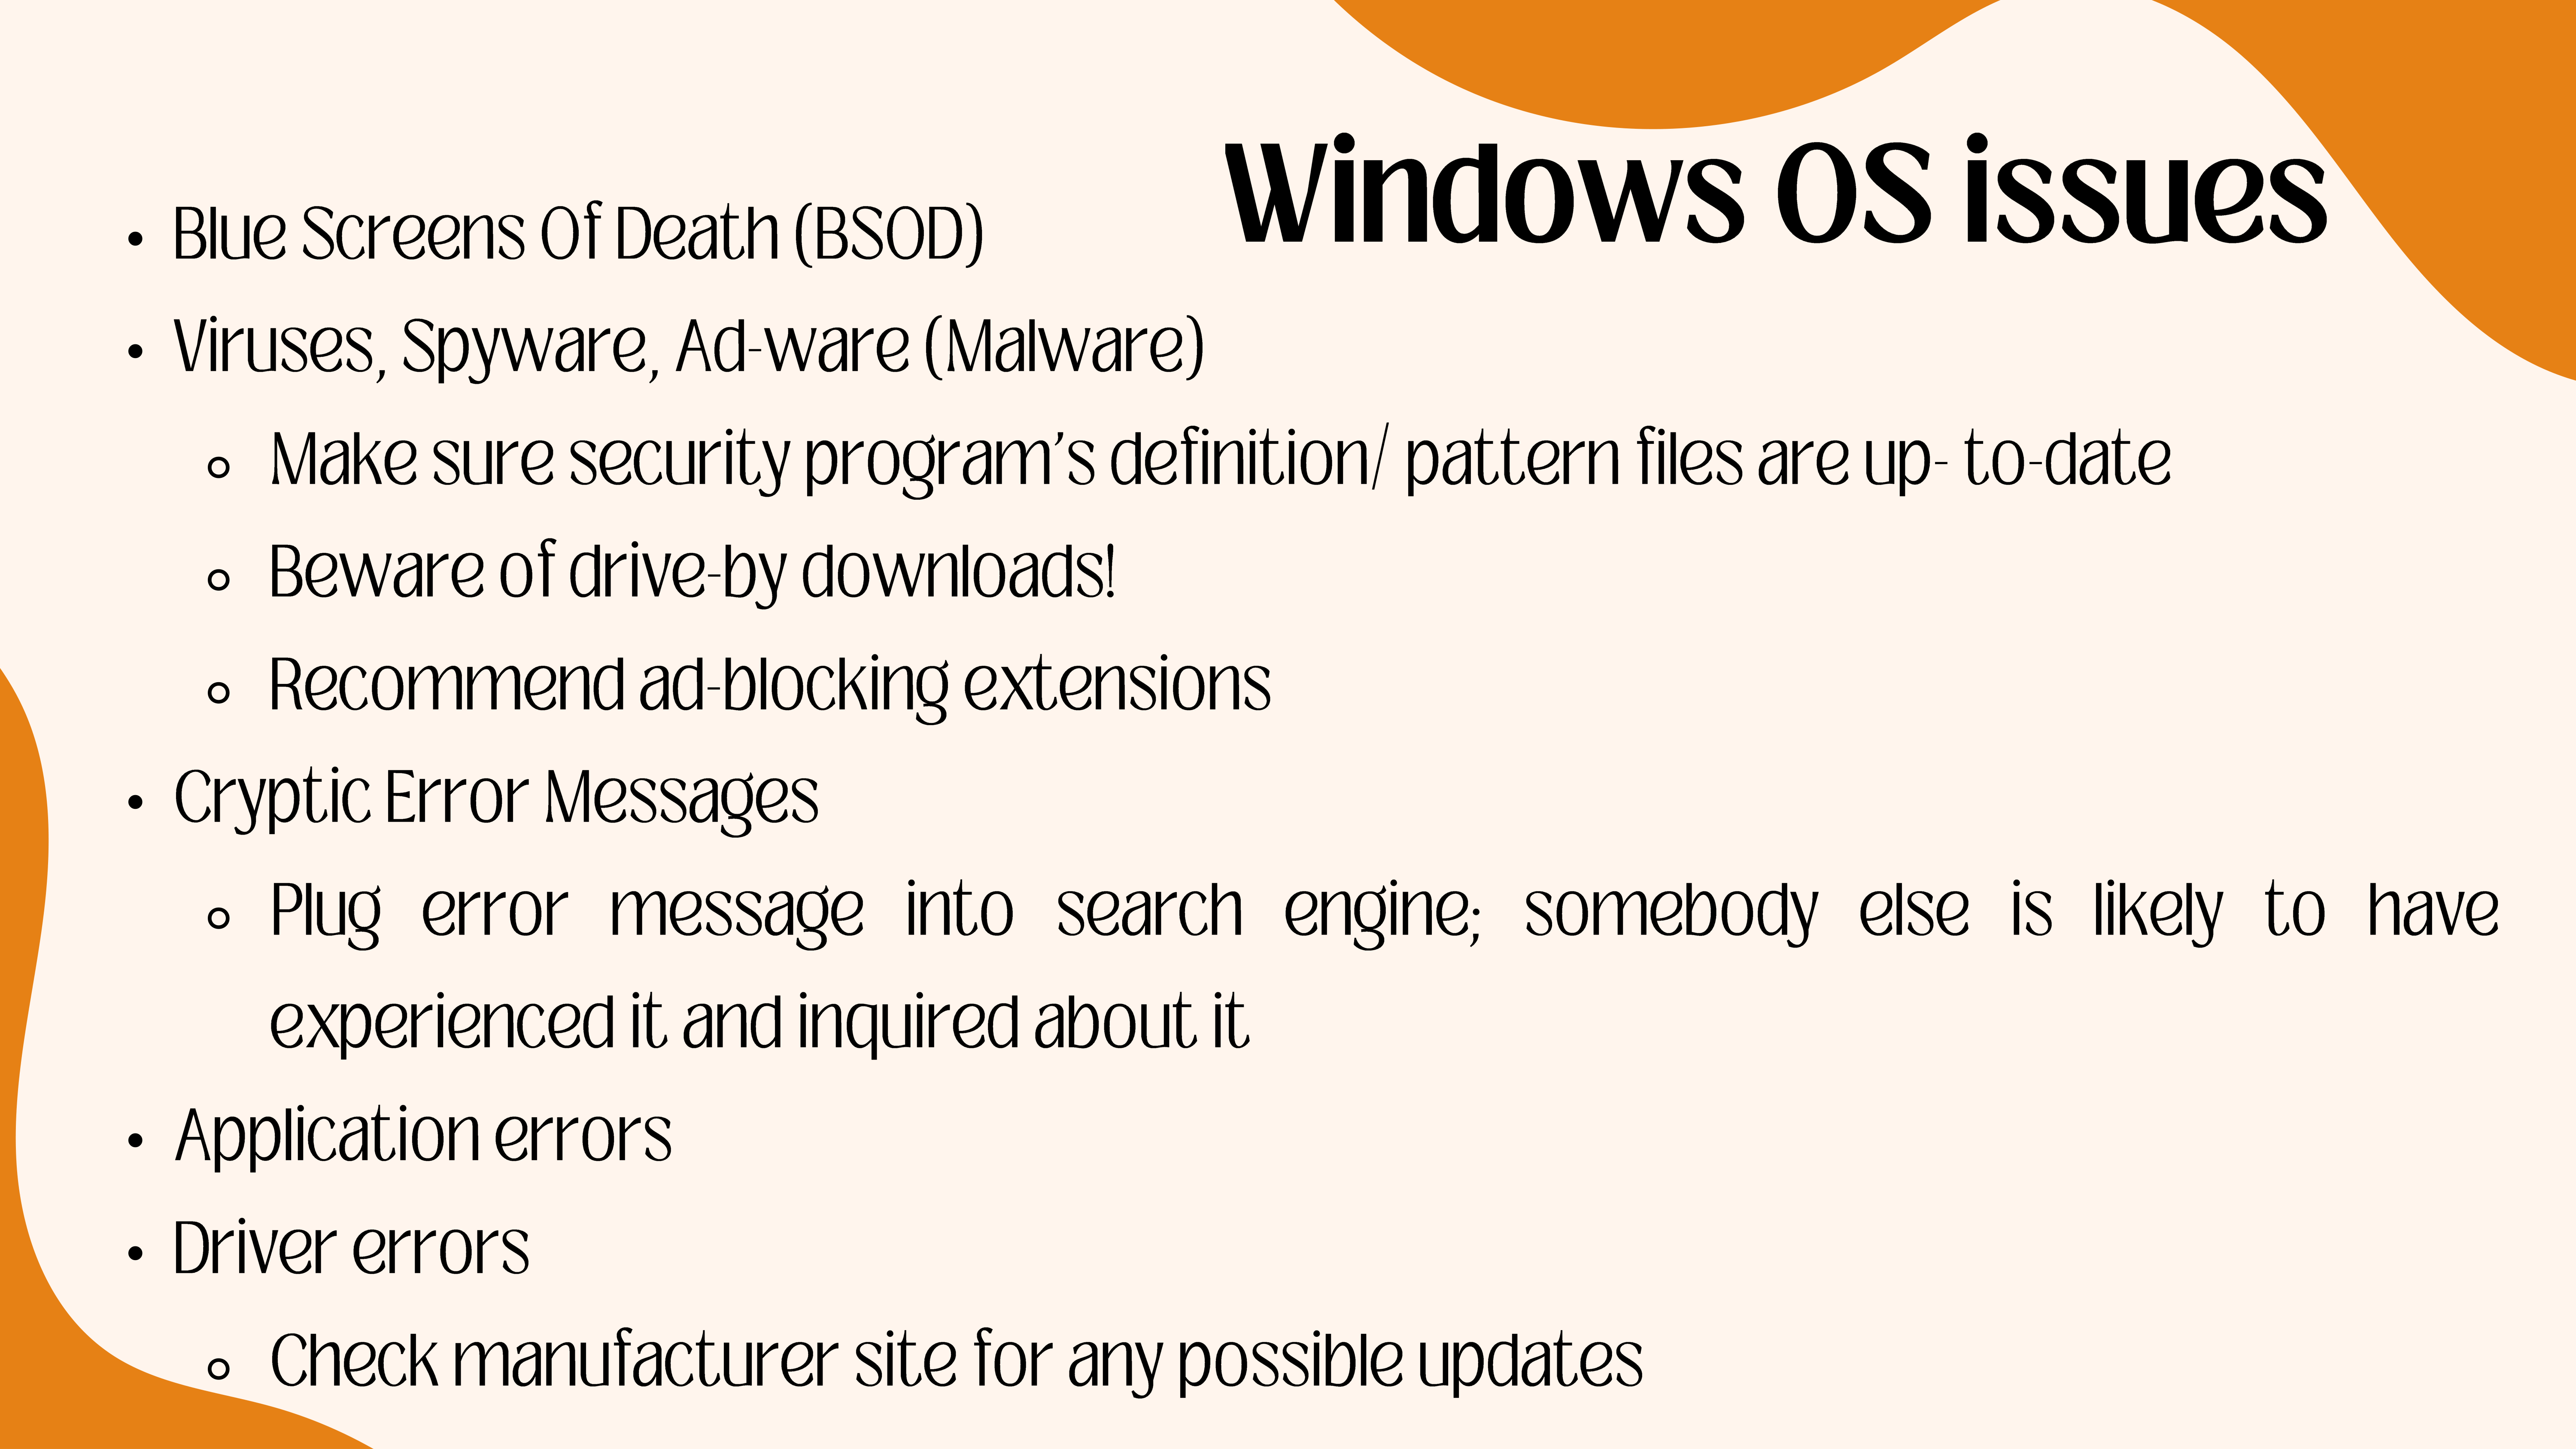 Windows OS issues
• Blue Screens Of Death (BSOD)
• Viruses, Spyware, Ad-ware (Malware)
◦ Make sure security program’s definition/ pattern files are up- to-date
◦ Beware of drive-by downloads!
◦ Recommend ad-blocking extensions
• Cryptic Error Messages
◦ Plug error message into search engine; somebody else is likely to have
experienced it and inquired about it
• Application errors
• Driver errors
◦ Check manufacturer site for any possible updates